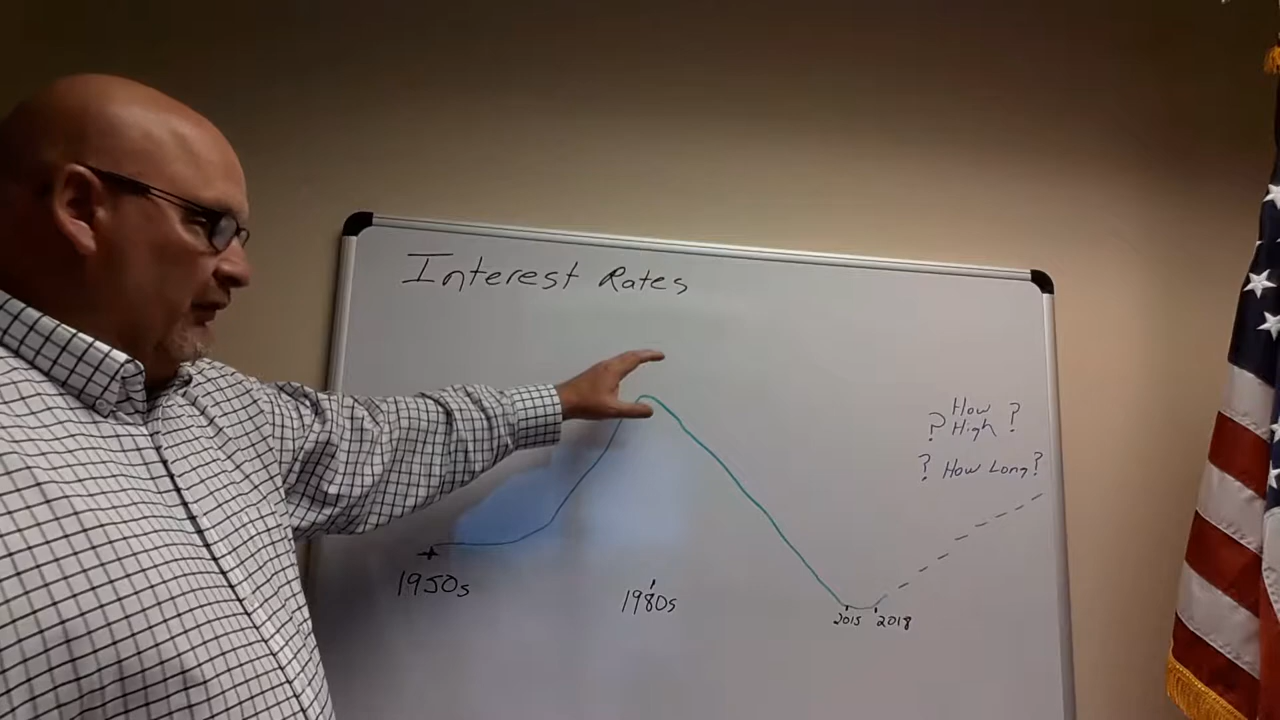 Interest Rates
? How High ?
? How Long?
1950s
1980s
2015 2018